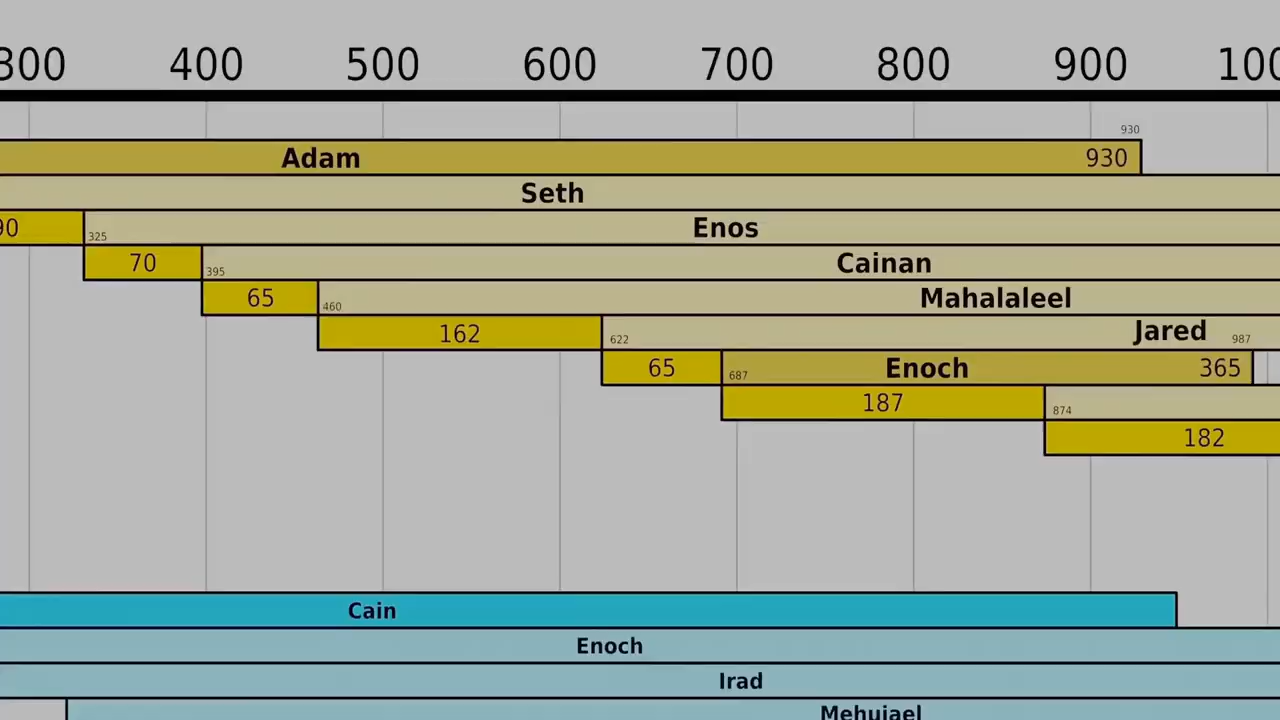 300 400 500 600 700 800 900 100
930
Adam 930
Seth
90 325 Enos
70 395 Cainan
65 460 Mahalaleel
162 622 Jared 987
65 687 Enoch 365
187 874
182
Cain
Enoch
Irad
Mehujael